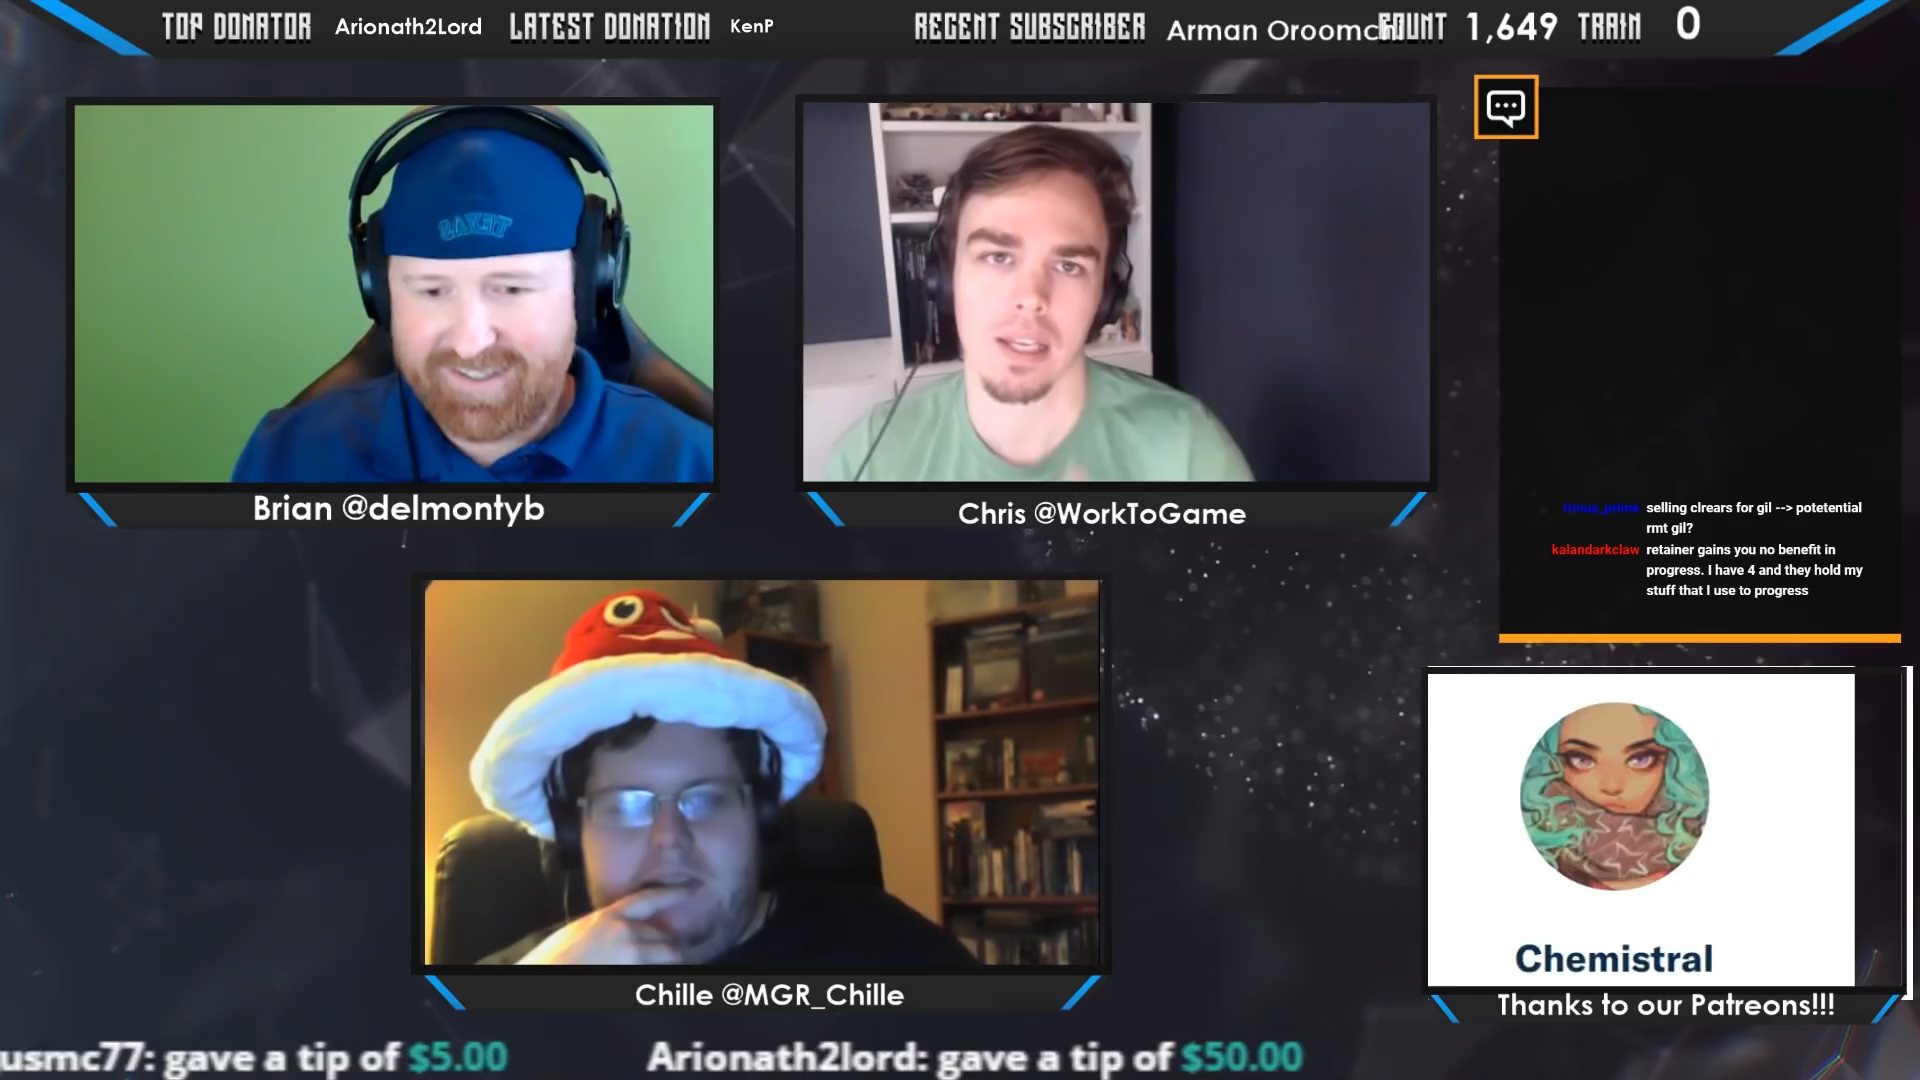 TOP DONATOR Arionath2Lord LATEST DONATION KenP RECENT SUBSCRIBER Arman Oroomchi COUNT 1,649 TRAIN 0
TEXAS
Brian @delmontyb
Chris @WorkToGame
selling clrears for gil --> potetential
rmt gil?
kalandarkclaw retainer gains you no benefit in
progress. I have 4 and they hold my
stuff that I use to progress
Chemistral
Chille @MGR_Chille
Thanks to our Patreons!!!
usmc77: gave a tip of $5.00 Arionath2lord: gave a tip of $50.00